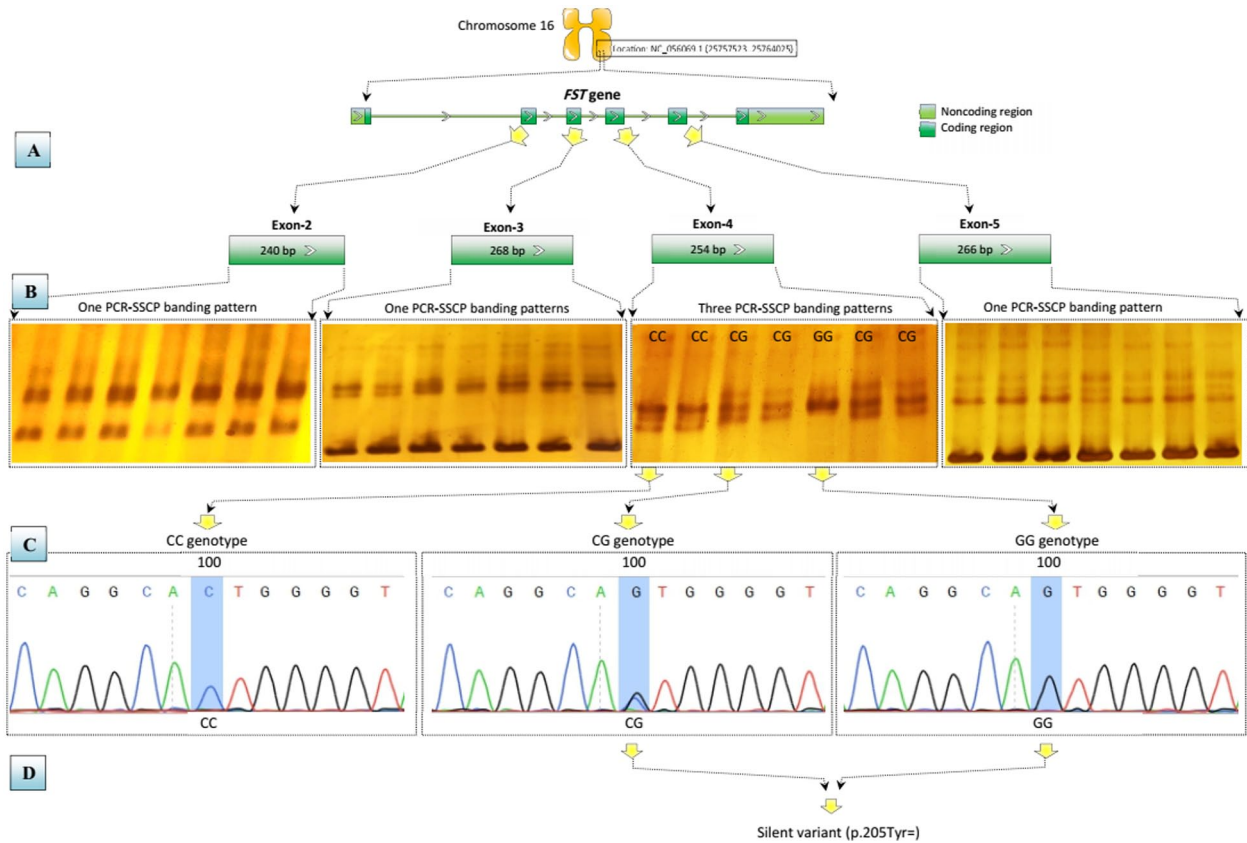 Chromosome 16
Location: NC_056069.1 (25757523..25764025)
FST gene
Noncoding region
Coding region
A
Exon-2
Exon-3
Exon-4
Exon-5
240 bp
268 bp
254 bp
266 bp
B
One PCR-SSCP banding pattern
One PCR-SSCP banding patterns
Three PCR-SSCP banding patterns
One PCR-SSCP banding pattern
CC CC CG CG GG CG CG
C
CC genotype
CG genotype
GG genotype
100
100
100
C A G G C A C T G G G G T
C A G G C A G T G G G G T
C A G G C A G T G G G G T
CC
CG
GG
D
Silent variant (p.205Tyr=)